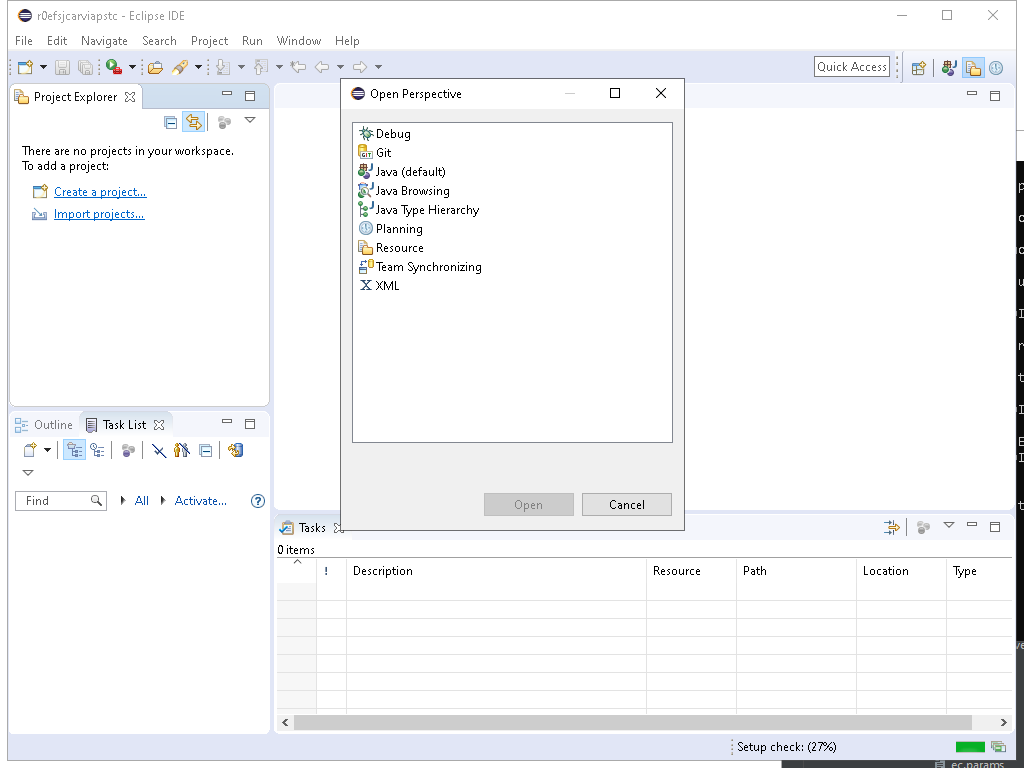 r0efsjcarviapstc - Eclipse IDE
File Edit Navigate Search Project Run Window Help
Quick Access
Project Explorer
There are no projects in your workspace.
To add a project:
Create a project...
Import projects...
Open Perspective
Debug
Git
Java (default)
Java Browsing
Java Type Hierarchy
Planning
Resource
Team Synchronizing
XML
Open Cancel
Outline Task List
Find All Activate...
Tasks
0 items
! Description Resource Path Location Type
Setup check: (27%)
ec.params